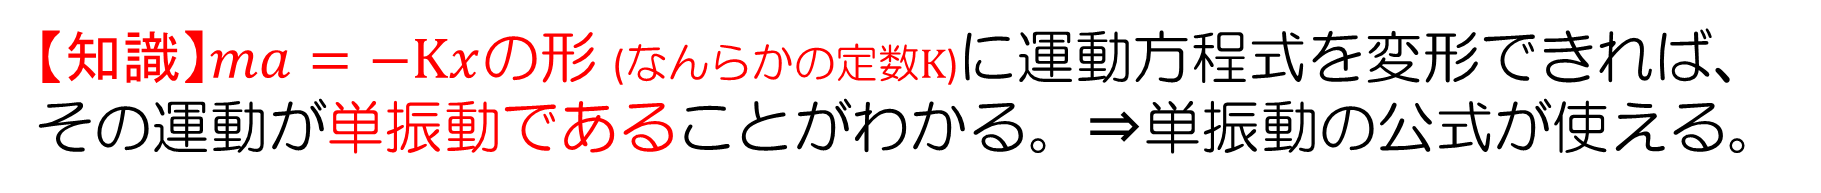 【知識】ma = −Kxの形 (なんらかの定数K)に運動方程式を変形できれば、
その運動が単振動であることがわかる。⇒単振動の公式が使える。